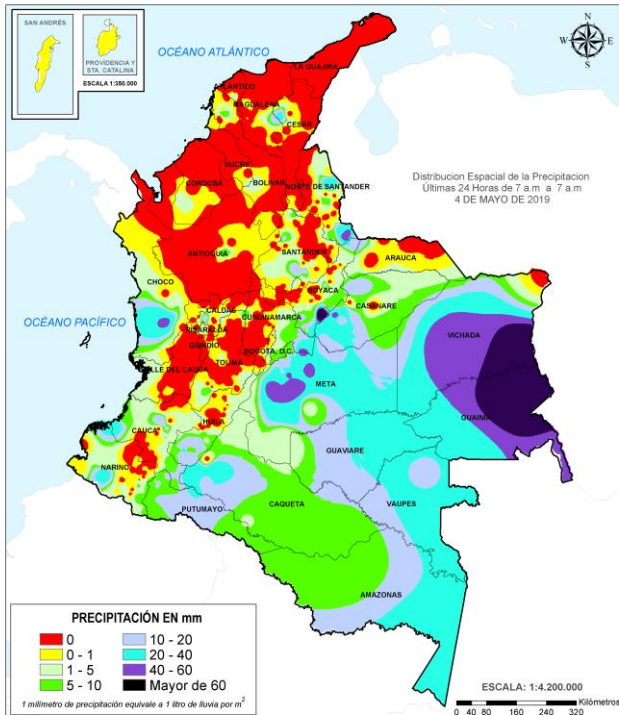 SAN ANDRÉS
PROVIDENCIA Y
STA. CATALINA
ESCALA 1:350.000
OCÉANO ATLÁNTICO
N
W E
S
LA GUAJIRA
ATLANTICO
MAGDALENA
CESAR
SUCRE
CORDOBA
BOLIVAR
NORTE DE SANTANDER
Distribucion Espacial de la Precipitacion
Últimas 24 Horas de 7 a.m a 7 a.m
4 DE MAYO DE 2019
ANTIOQUIA
SANTANDER
ARAUCA
CHOCO
BOYACA
CASANARE
OCÉANO PACÍFICO
CALDAS
CUNDINAMARCA
RISARALDA
QUINDIO
BOGOTA, D.C.
VICHADA
TOLIMA
VALLE DEL CAUCA
META
GUAINIA
CAUCA
HUILA
GUAVIARE
NARIÑO
PUTUMAYO
CAQUETA
VAUPES
AMAZONAS
PRECIPITACIÓN EN mm
0
0 - 1
1 - 5
5 - 10
10 - 20
20 - 40
40 - 60
Mayor de 60
1 milímetro de precipitación equivale a 1 litro de lluvia por m²
ESCALA: 1:4.200.000
Kilómetros
0 40 80 160 240 320